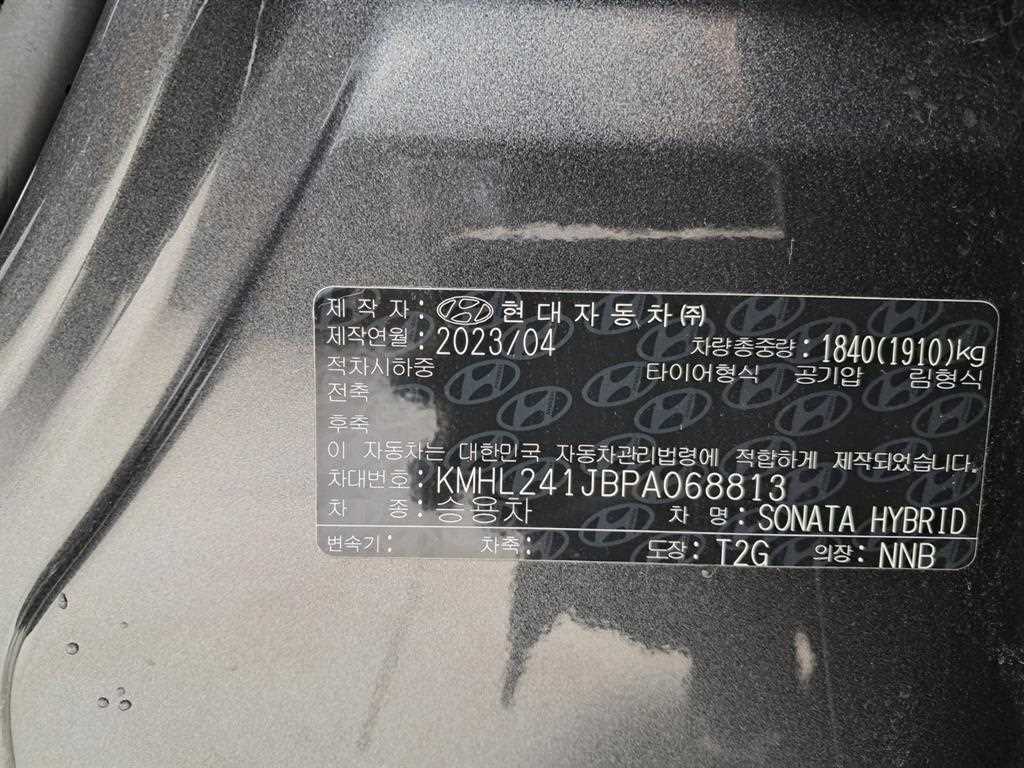 제 작 자 : 현대자동차㈜
제작연월 : 2023/04 차량총중량 : 1840(1910)kg
적차시하중 타이어형식 공기압 림형식
전축
후축
이 자동차는 대한민국 자동차관리법령에 적합하게 제작되었습니다.
차대번호 : KMHL241JBPA068813
차 종 : 승용차 차 명 : SONATA HYBRID
변속기 : 차축 : 도장 : T2G 의장 : NNB